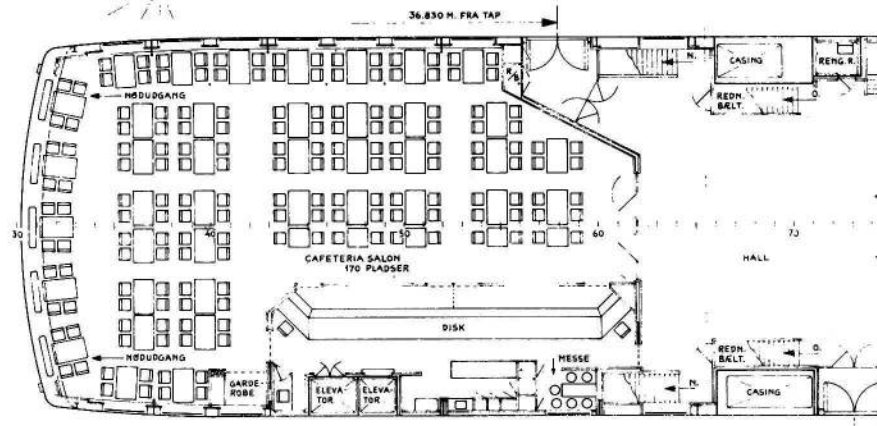 36.830 M. FRA TAP
N.
CASING
RENG.R.
R/S
NØDUDGANG
REDN.
BÆLT.
O.
30
40
50
60
70
CAFETERIA SALON
170 PLADSER
HALL
DISK
NØDUDGANG
MESSE
REDN.
BÆLT.
O.
GARDE-
ROBE
ELEVA-
TOR
ELEVA-
TOR
N.
CASING